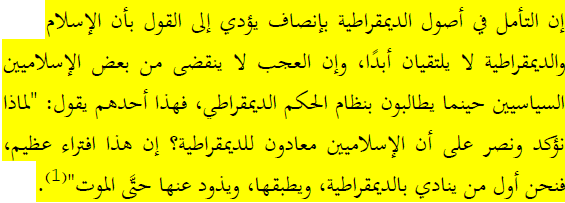 إن التأمل في أصول الديمقراطية بإنصاف يؤدي إلى القول بأن الإسلام
والديمقراطية لا يلتقيان أبدًا، وإن العجب لا ينقضى من بعض الإسلاميين
السياسيين حينما يطالبون بنظام الحكم الديمقراطي، فهذا أحدهم يقول: "لماذا
نؤكد ونصر على أن الإسلاميين معادون للديمقراطية؟ إن هذا افتراء عظيم،
فنحن أول من ينادي بالديمقراطية، ويطبقها، ويذود عنها حتَّى الموت"(1).